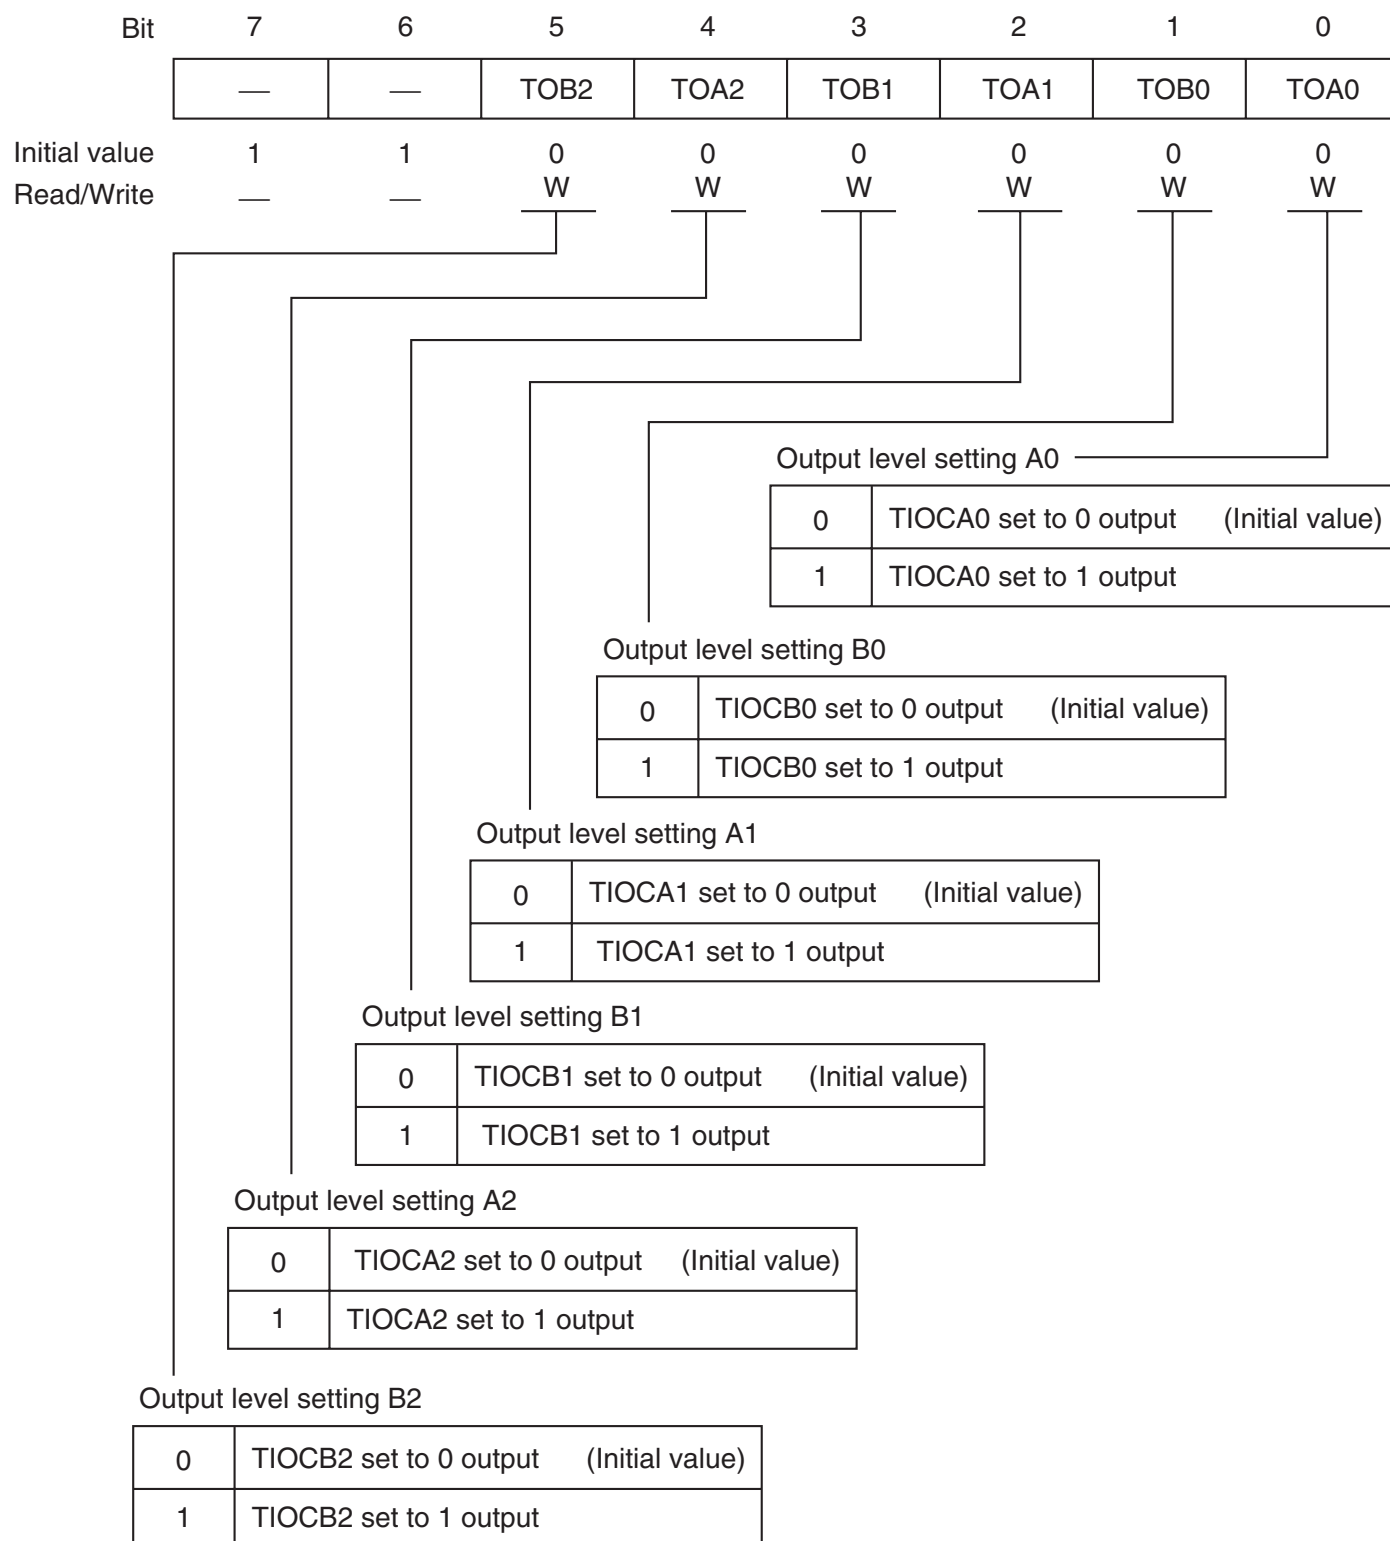 Bit 7 6 5 4 3 2 1 0
— — TOB2 TOA2 TOB1 TOA1 TOB0 TOA0
Initial value 1 1 0 0 0 0 0 0
Read/Write — — W W W W W W
Output level setting A0
0 TIOCA0 set to 0 output (Initial value)
1 TIOCA0 set to 1 output
Output level setting B0
0 TIOCB0 set to 0 output (Initial value)
1 TIOCB0 set to 1 output
Output level setting A1
0 TIOCA1 set to 0 output (Initial value)
1 TIOCA1 set to 1 output
Output level setting B1
0 TIOCB1 set to 0 output (Initial value)
1 TIOCB1 set to 1 output
Output level setting A2
0 TIOCA2 set to 0 output (Initial value)
1 TIOCA2 set to 1 output
Output level setting B2
0 TIOCB2 set to 0 output (Initial value)
1 TIOCB2 set to 1 output